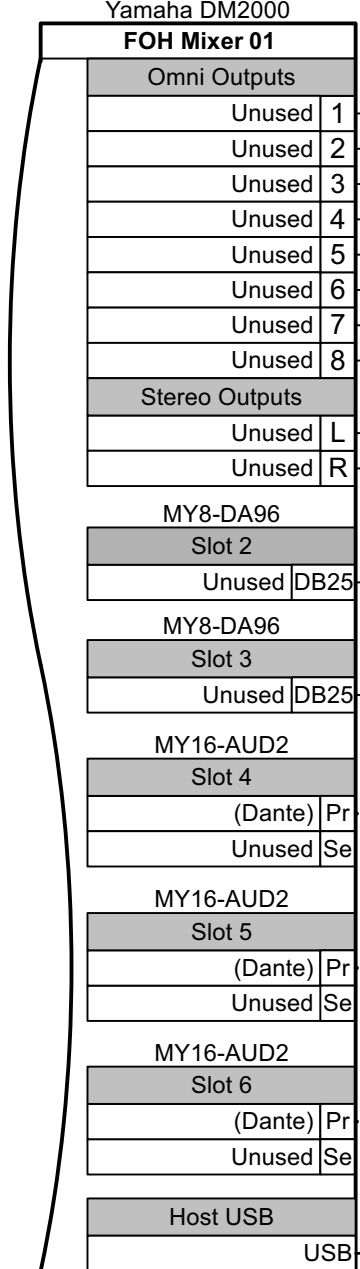 Yamaha DM2000
FOH Mixer 01
Omni Outputs
Unused 1
Unused 2
Unused 3
Unused 4
Unused 5
Unused 6
Unused 7
Unused 8
Stereo Outputs
Unused L
Unused R
MY8-DA96
Slot 2
Unused DB25
MY8-DA96
Slot 3
Unused DB25
MY16-AUD2
Slot 4
(Dante) Pr
Unused Se
MY16-AUD2
Slot 5
(Dante) Pr
Unused Se
MY16-AUD2
Slot 6
(Dante) Pr
Unused Se
Host USB
USB